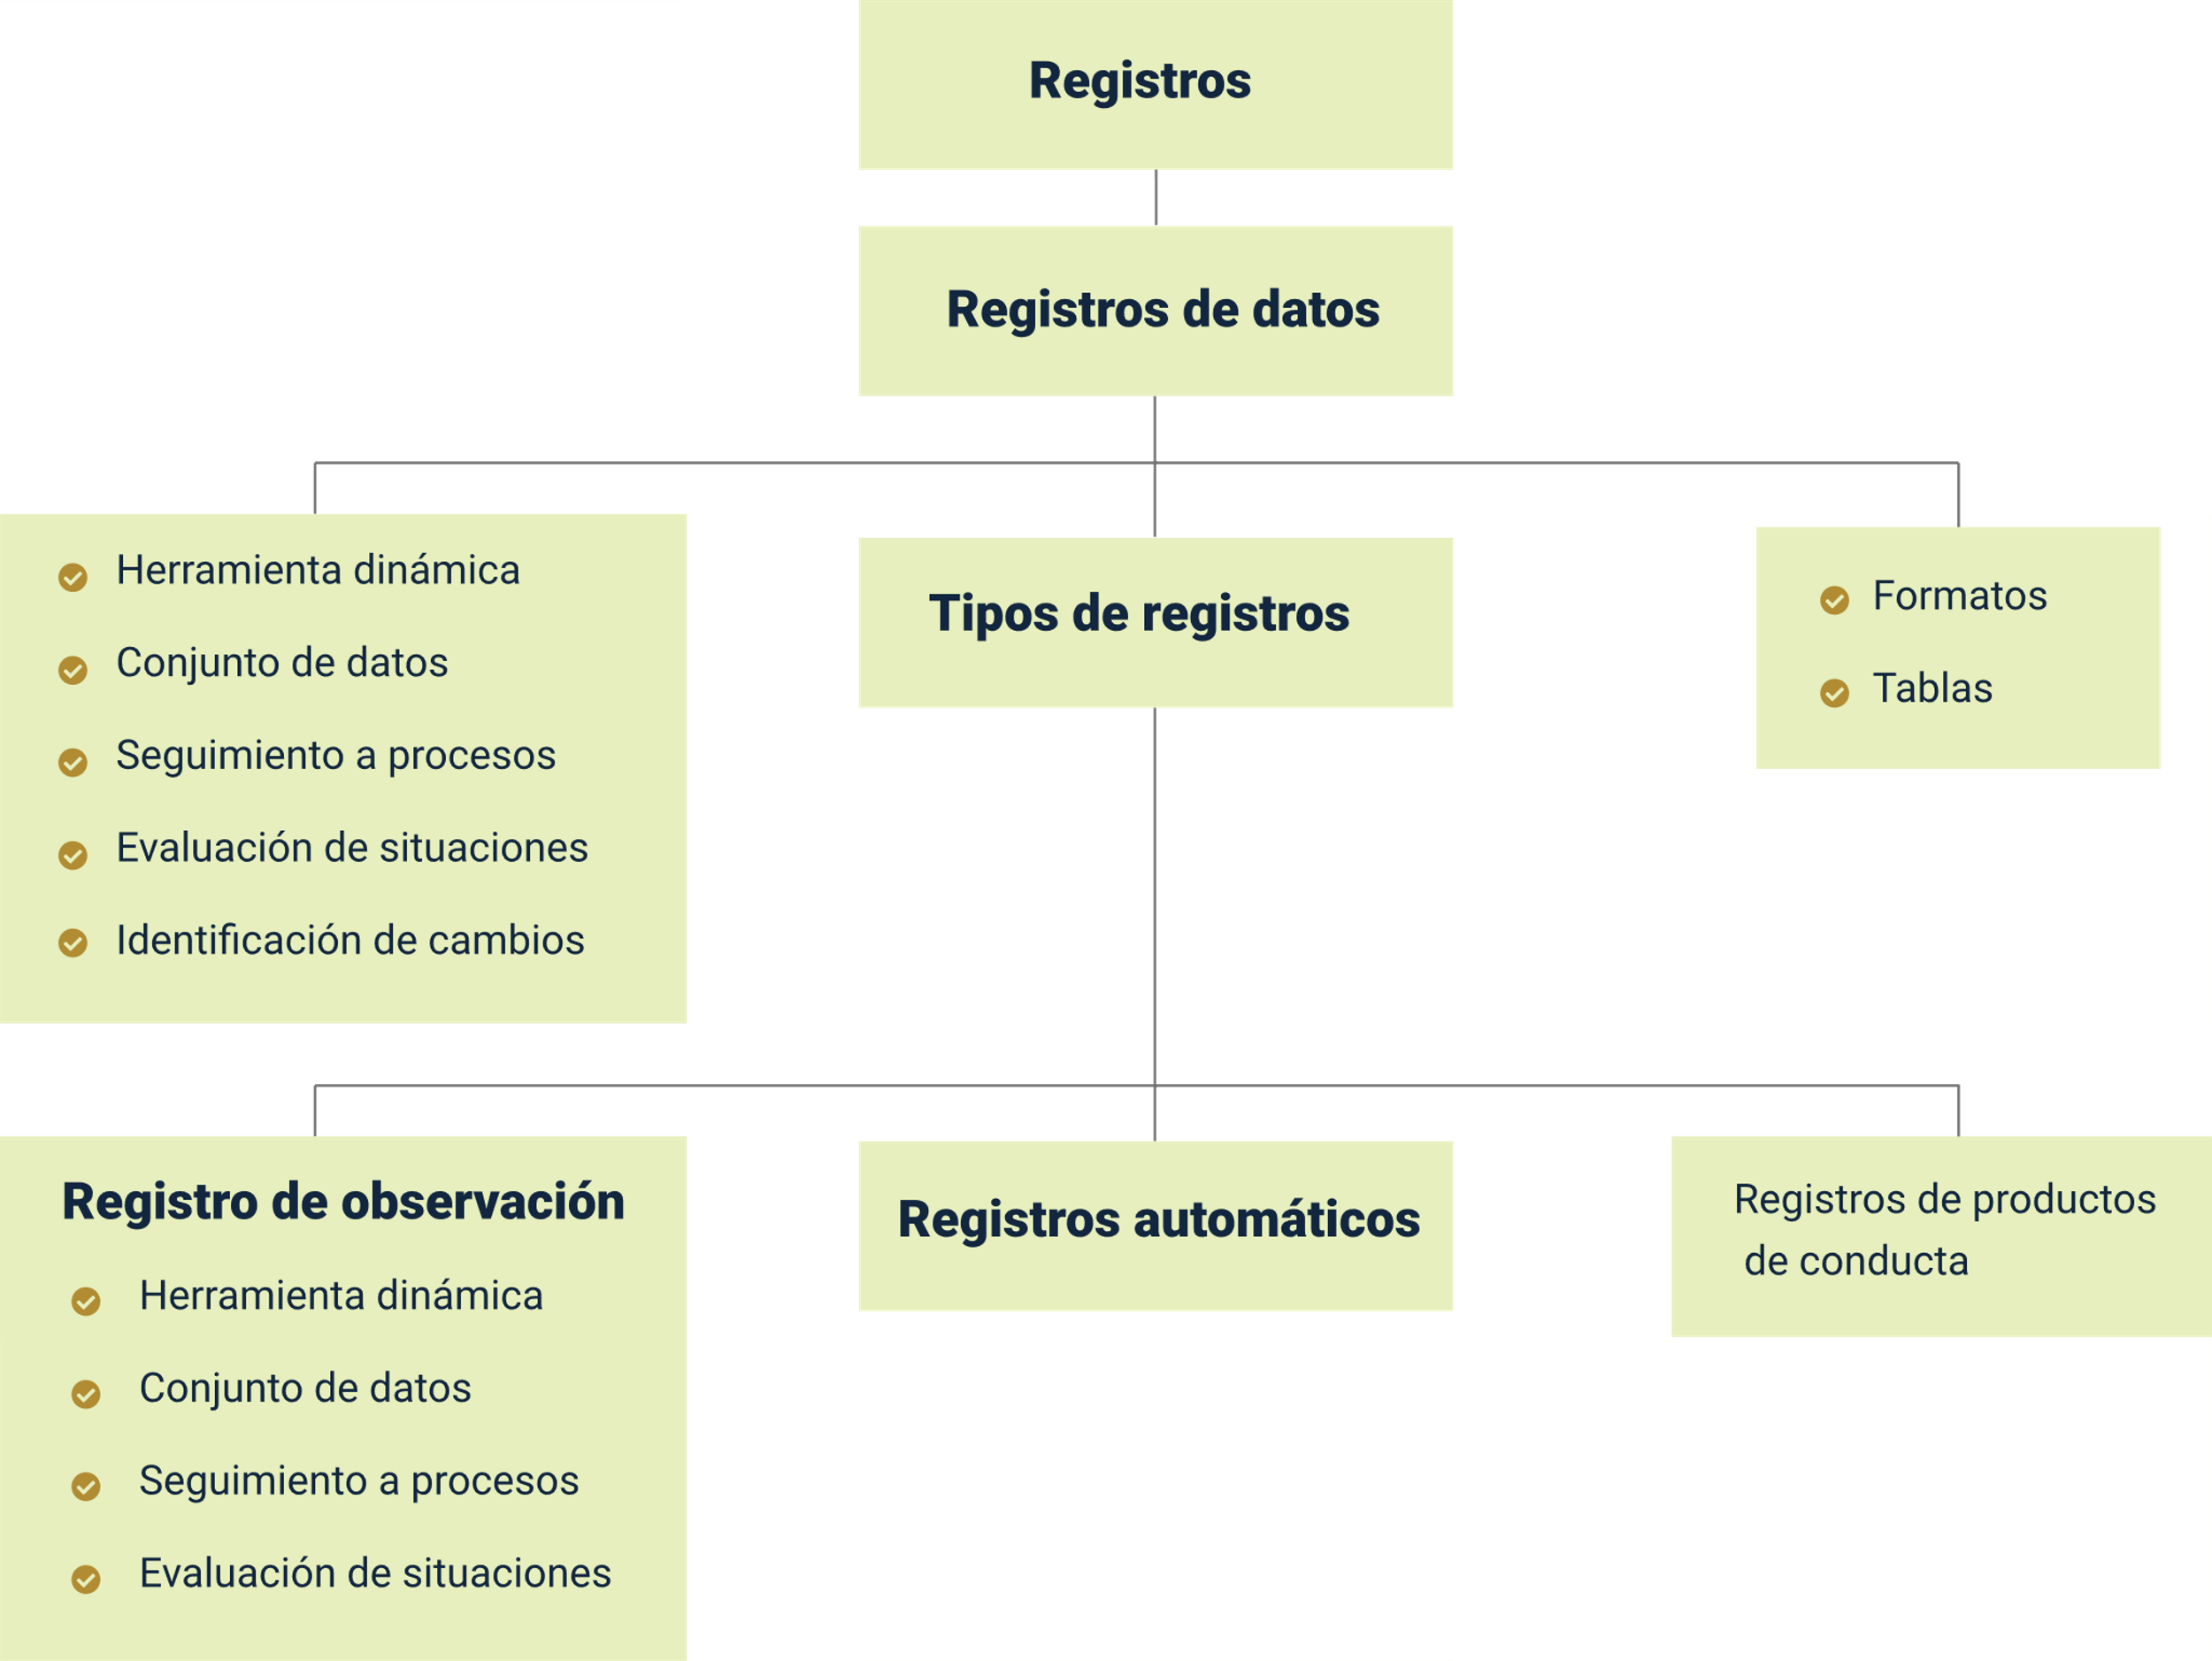 Registros
Registros de datos
Herramienta dinámica
Conjunto de datos
Seguimiento a procesos
Evaluación de situaciones
Identificación de cambios
Tipos de registros
Formatos
Tablas
Registro de observación
Herramienta dinámica
Conjunto de datos
Seguimiento a procesos
Evaluación de situaciones
Registros automáticos
Registros de productos
de conducta